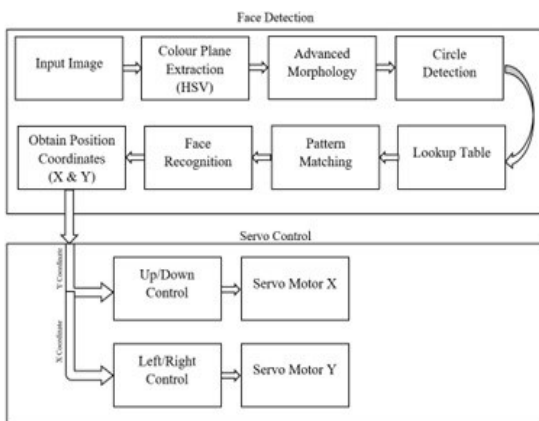 Face Detection
Input Image
Colour Plane
Extraction
(HSV)
Advanced
Morphology
Circle
Detection
Lookup Table
Pattern
Matching
Face
Recognition
Obtain Position
Coordinates
(X & Y)
Servo Control
Y Coordinate
Up/Down
Control
Servo Motor X
X Coordinate
Left/Right
Control
Servo Motor Y